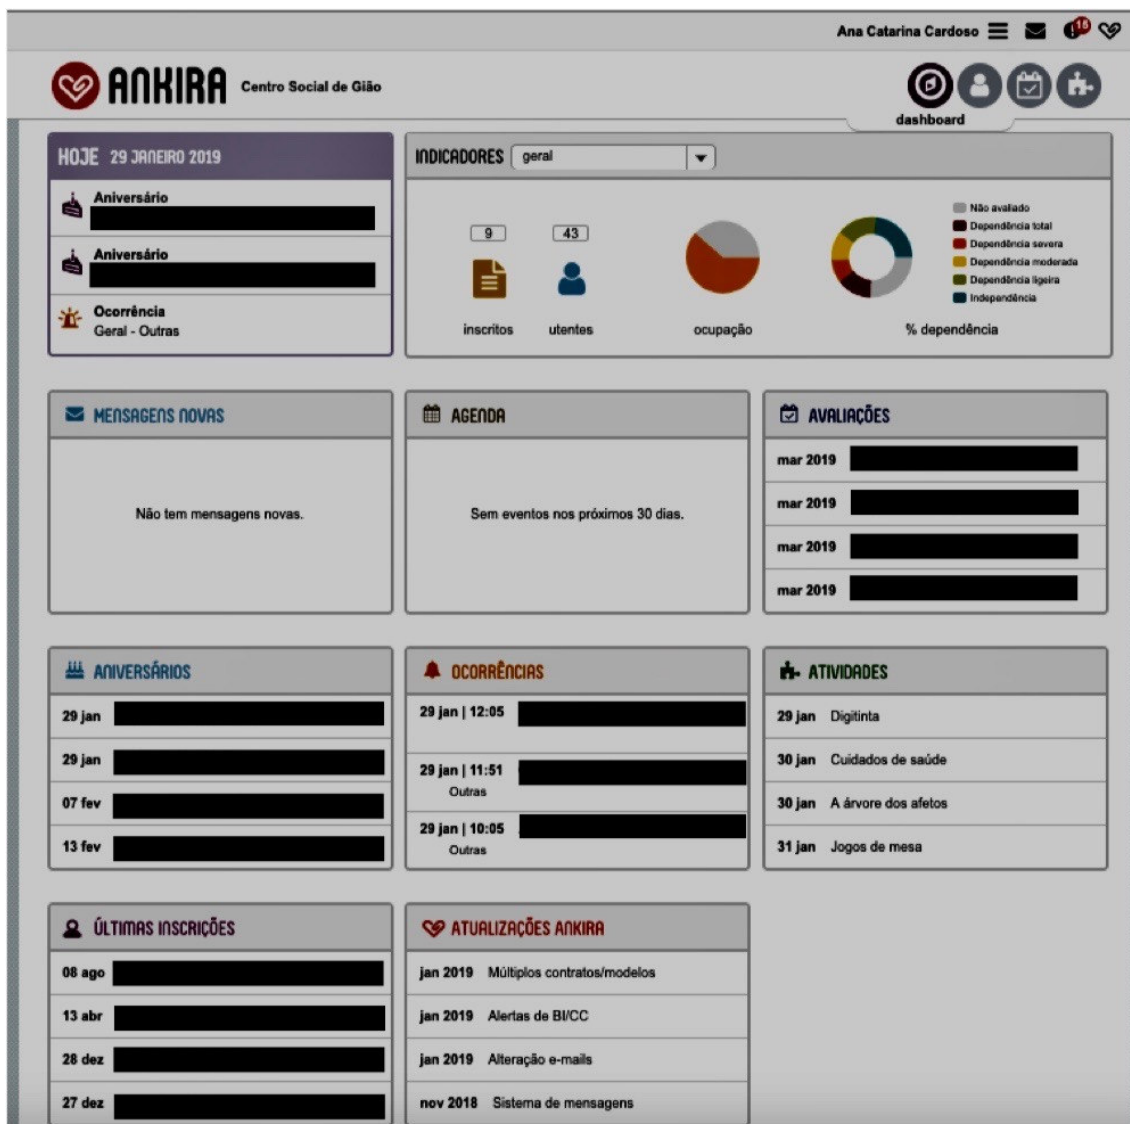 Ana Catarina Cardoso
15
ANKIRA Centro Social de Gião
dashboard
HOJE 29 JANEIRO 2019
Aniversário
Aniversário
Ocorrência
Geral - Outras
INDICADORES geral
9
43
inscritos
utentes
ocupação
Não avaliado
Dependência total
Dependência severa
Dependência moderada
Dependência ligeira
Independência
% dependência
MENSAGENS NOVAS
Não tem mensagens novas.
AGENDA
Sem eventos nos próximos 30 dias.
AVALIAÇÕES
mar 2019
mar 2019
mar 2019
mar 2019
ANIVERSÁRIOS
29 jan
29 jan
07 fev
13 fev
OCORRÊNCIAS
29 jan | 12:05
29 jan | 11:51
Outras
29 jan | 10:05
Outras
ATIVIDADES
29 jan Digitinta
30 jan Cuidados de saúde
30 jan A árvore dos afetos
31 jan Jogos de mesa
ÚLTIMAS INSCRIÇÕES
08 ago
13 abr
28 dez
27 dez
ATUALIZAÇÕES ANKIRA
jan 2019 Múltiplos contratos/modelos
jan 2019 Alertas de BI/CC
jan 2019 Alteração e-mails
nov 2018 Sistema de mensagens